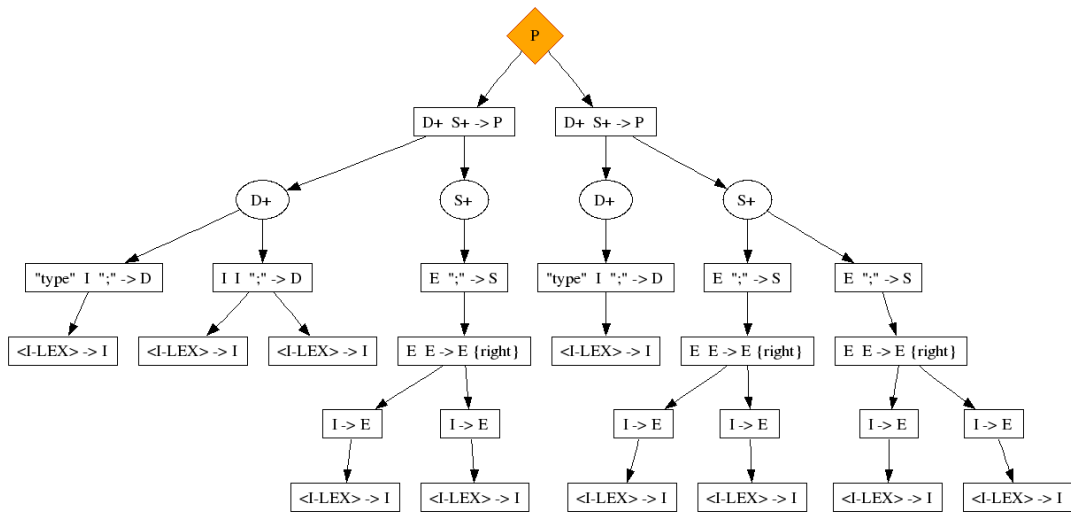 P
D+ S+ -> P
D+ S+ -> P
D+
S+
D+
S+
"type" I ";" -> D
I I ";" -> D
E ";" -> S
"type" I ";" -> D
E ";" -> S
E ";" -> S
<I-LEX> -> I
<I-LEX> -> I
<I-LEX> -> I
E E -> E {right}
<I-LEX> -> I
E E -> E {right}
E E -> E {right}
I -> E
I -> E
I -> E
I -> E
I -> E
I -> E
<I-LEX> -> I
<I-LEX> -> I
<I-LEX> -> I
<I-LEX> -> I
<I-LEX> -> I
<I-LEX> -> I